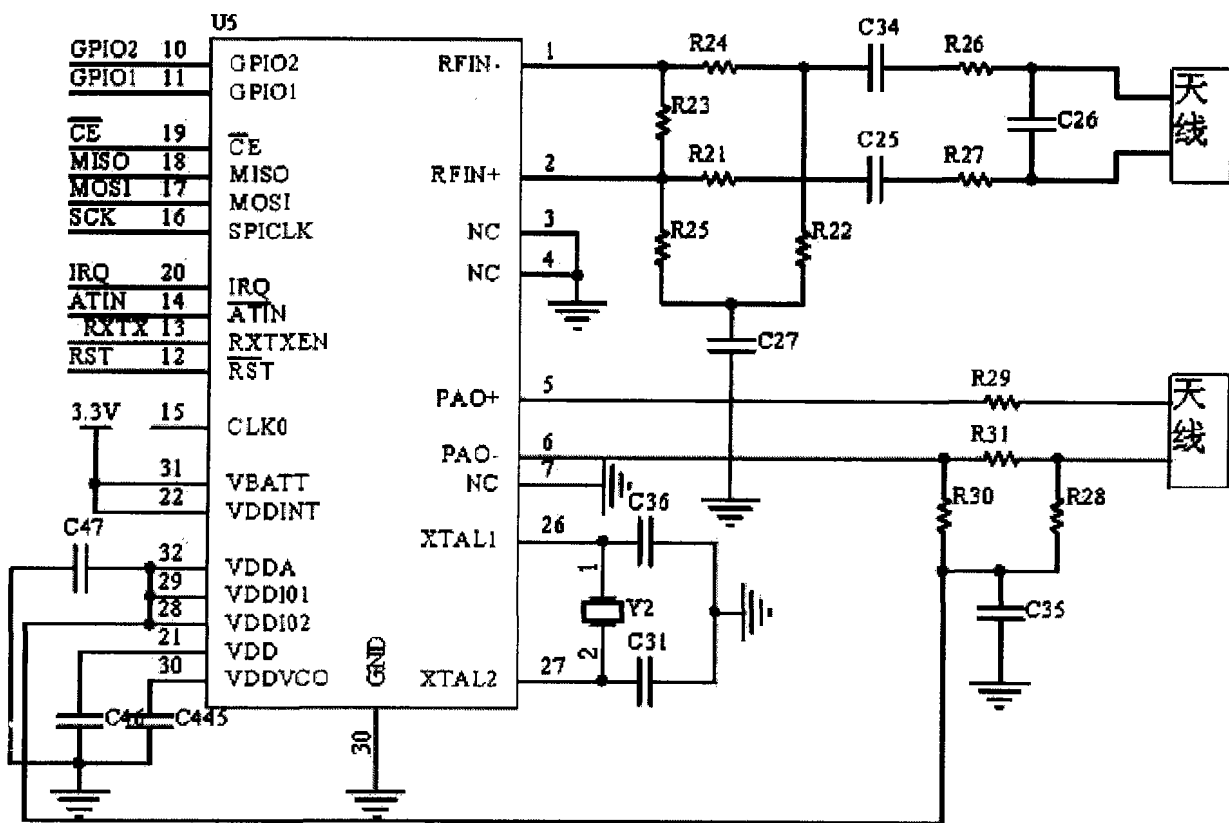 U5
GPIO2 10 GPIO2
GPIO1 11 GPIO1
CE 19 CE
MISO 18 MISO
MOSI 17 MOSI
SCK 16 SPICLK
IRQ 20 IRQ
ATIN 14 ATIN
RXTX 13 RXTXEN
RST 12 RST
3.3V 15 CLK0
31 VBATT
22 VDDINT
C47
32 VDDA
29 VDDI01
28 VDDI02
21 VDD
30 VDDVCO
C46 C445
GND
30
RFIN- 1
RFIN+ 2
NC 3
NC 4
PAO+ 5
PAO- 6
NC 7
XTAL1 26
XTAL2 27
R24 C34 R26
R23
R21 C25 R27
C26
天线
R25 R22
C27
R29
天线
R31
R30 R28
C35
C36
1
Y2
2
C31